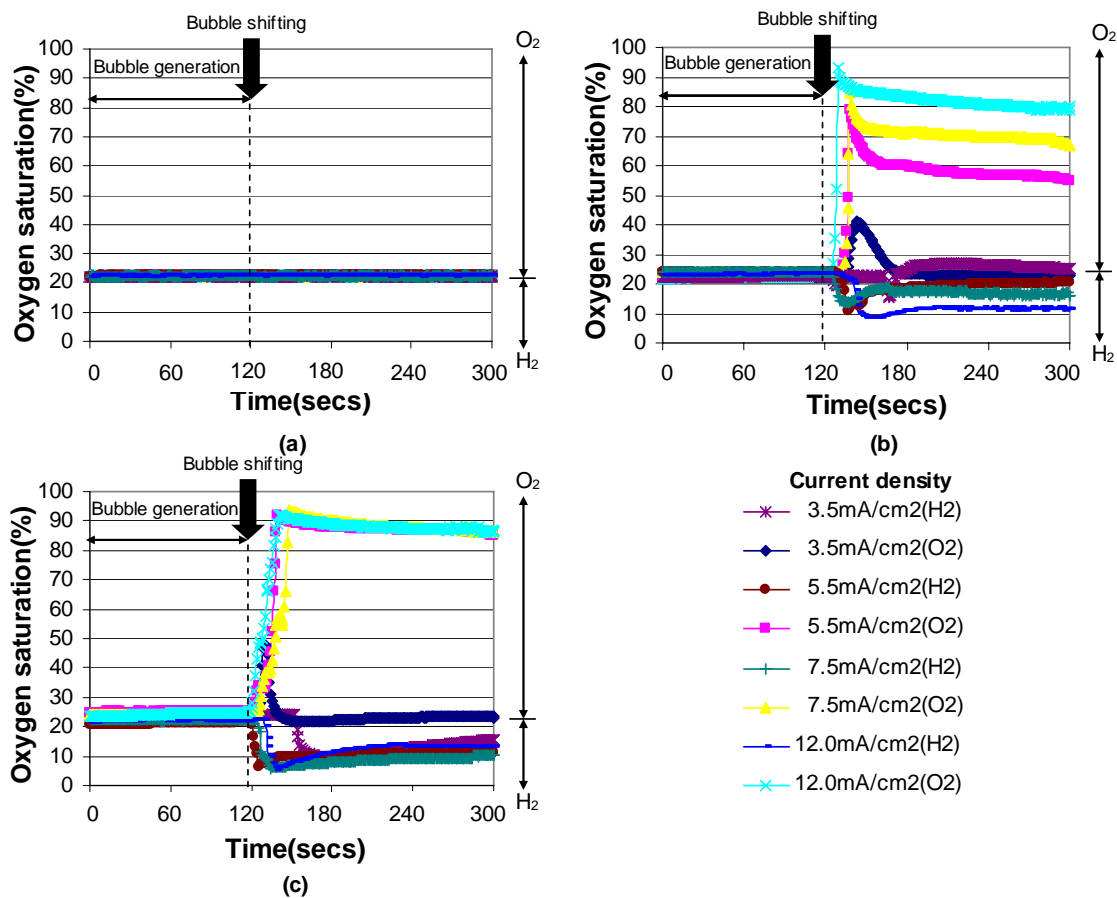 (a)
Bubble shifting
Bubble generation
O2
H2
Oxygen saturation(%)
100
90
80
70
60
50
40
30
20
10
0
0 60 120 180 240 300
Time(secs)
(a)
Bubble shifting
Bubble generation
O2
H2
Oxygen saturation(%)
100
90
80
70
60
50
40
30
20
10
0
0 60 120 180 240 300
Time(secs)
(b)
Bubble shifting
Bubble generation
O2
H2
Oxygen saturation(%)
100
90
80
70
60
50
40
30
20
10
0
0 60 120 180 240 300
Time(secs)
(c)
Current density
3.5mA/cm2(H2)
3.5mA/cm2(O2)
5.5mA/cm2(H2)
5.5mA/cm2(O2)
7.5mA/cm2(H2)
7.5mA/cm2(O2)
12.0mA/cm2(H2)
12.0mA/cm2(O2)